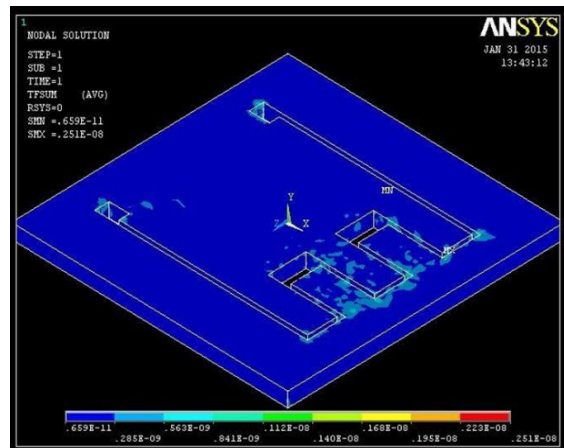 1
NODAL SOLUTION
STEP=1
SUB =1
TIME=1
TFSUM (AVG)
RSYS=0
SMN =.659E-11
SMX =.251E-08
ANSYS
JAN 31 2015
13:43:12
MN
Y
Z X
MX
.659E-11 .563E-09 .112E-08 .168E-08 .223E-08
.285E-09 .841E-09 .140E-08 .195E-08 .251E-08